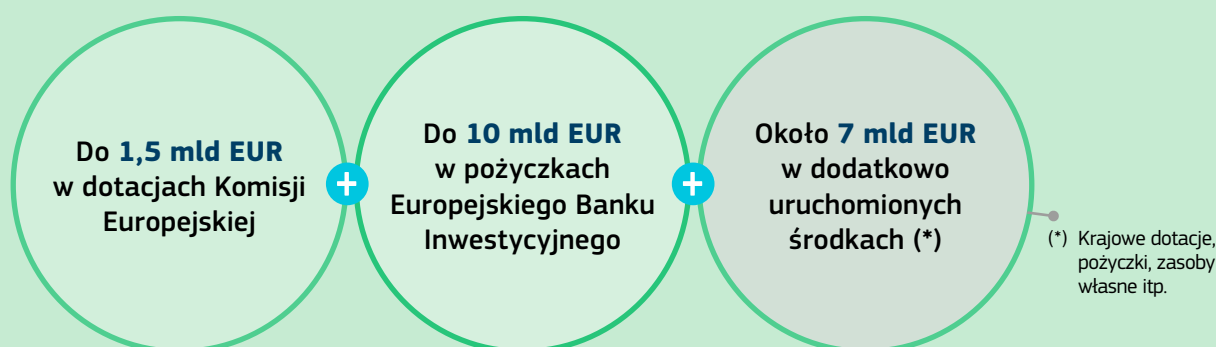 Do 1,5 mld EUR
w dotacjach Komisji
Europejskiej
+
Do 10 mld EUR
w pożyczkach
Europejskiego Banku
Inwestycyjnego
+
Około 7 mld EUR
w dodatkowo
uruchomionych
środkach (*)
(*) Krajowe dotacje,
pożyczki, zasoby
własne itp.